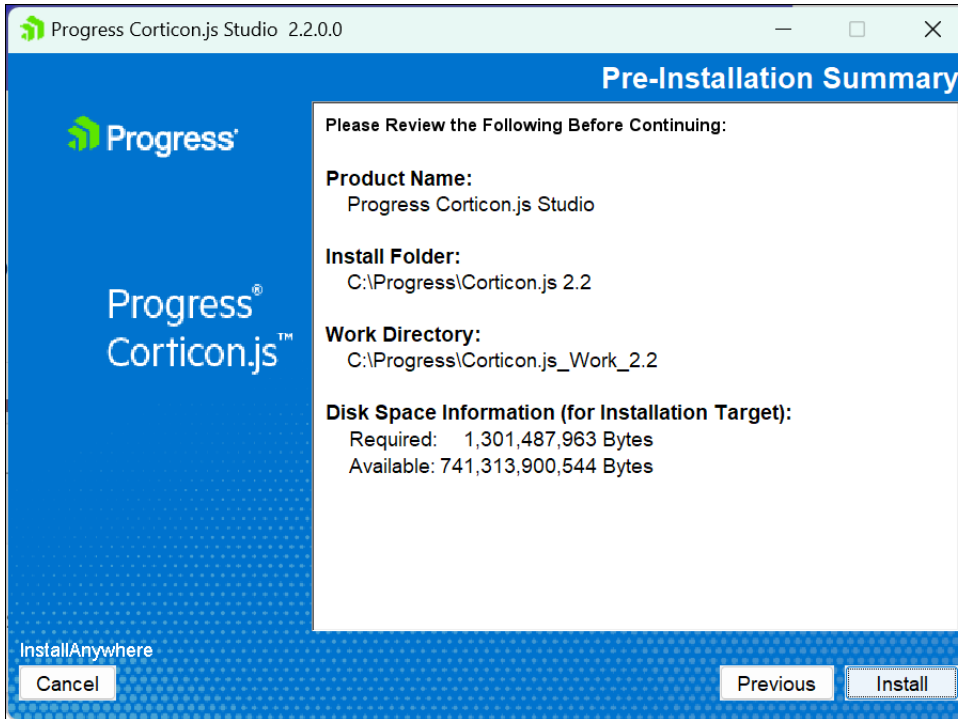 Progress Corticon.js Studio 2.2.0.0
Pre-Installation Summary
Progress
Progress®
Corticon.js™
Please Review the Following Before Continuing:
Product Name:
Progress Corticon.js Studio
Install Folder:
C:\Progress\Corticon.js 2.2
Work Directory:
C:\Progress\Corticon.js_Work_2.2
Disk Space Information (for Installation Target):
Required: 1,301,487,963 Bytes
Available: 741,313,900,544 Bytes
InstallAnywhere
Cancel
Previous
Install